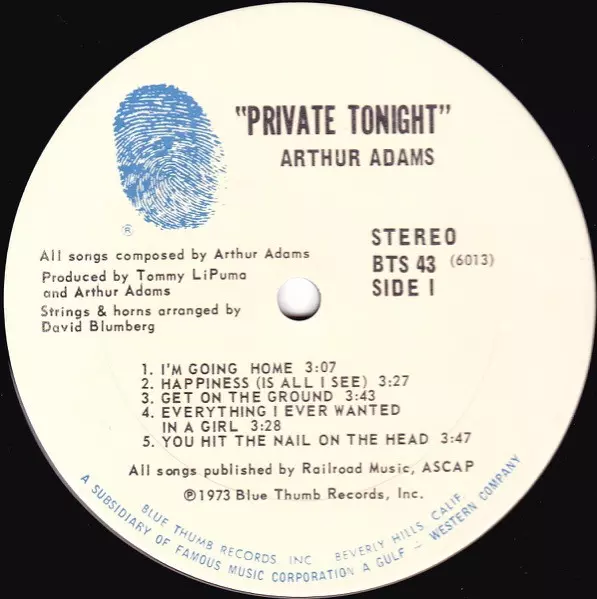 "PRIVATE TONIGHT"
ARTHUR ADAMS
®
All songs composed by Arthur Adams
Produced by Tommy LiPuma
and Arthur Adams
Strings & horns arranged by
David Blumberg
STEREO
BTS 43 (6013)
SIDE I
1. I'M GOING HOME 3:07
2. HAPPINESS (IS ALL I SEE) 3:27
3. GET ON THE GROUND 3:43
4. EVERYTHING I EVER WANTED
IN A GIRL 3:28
5. YOU HIT THE NAIL ON THE HEAD 3:47
All songs published by Railroad Music, ASCAP
℗1973 Blue Thumb Records, Inc.
BLUE THUMB RECORDS INC BEVERLY HILLS, CALIF.
A SUBSIDIARY OF FAMOUS MUSIC CORPORATION A GULF - WESTERN COMPANY